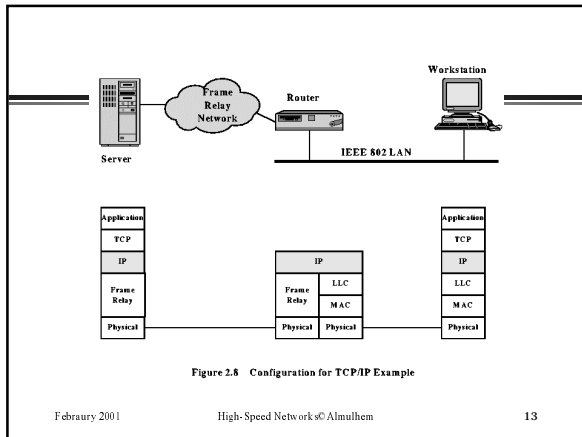 Workstation
Frame
Relay
Network
Router
Server
IEEE 802 LAN
Application
TCP
IP
Frame
Relay
Physical
IP
Frame
Relay
LLC
MAC
Physical
Physical
Application
TCP
IP
LLC
MAC
Physical
Figure 2.8 Configuration for TCP/IP Example
Febraury 2001
High-Speed Networks© Almulhem
13